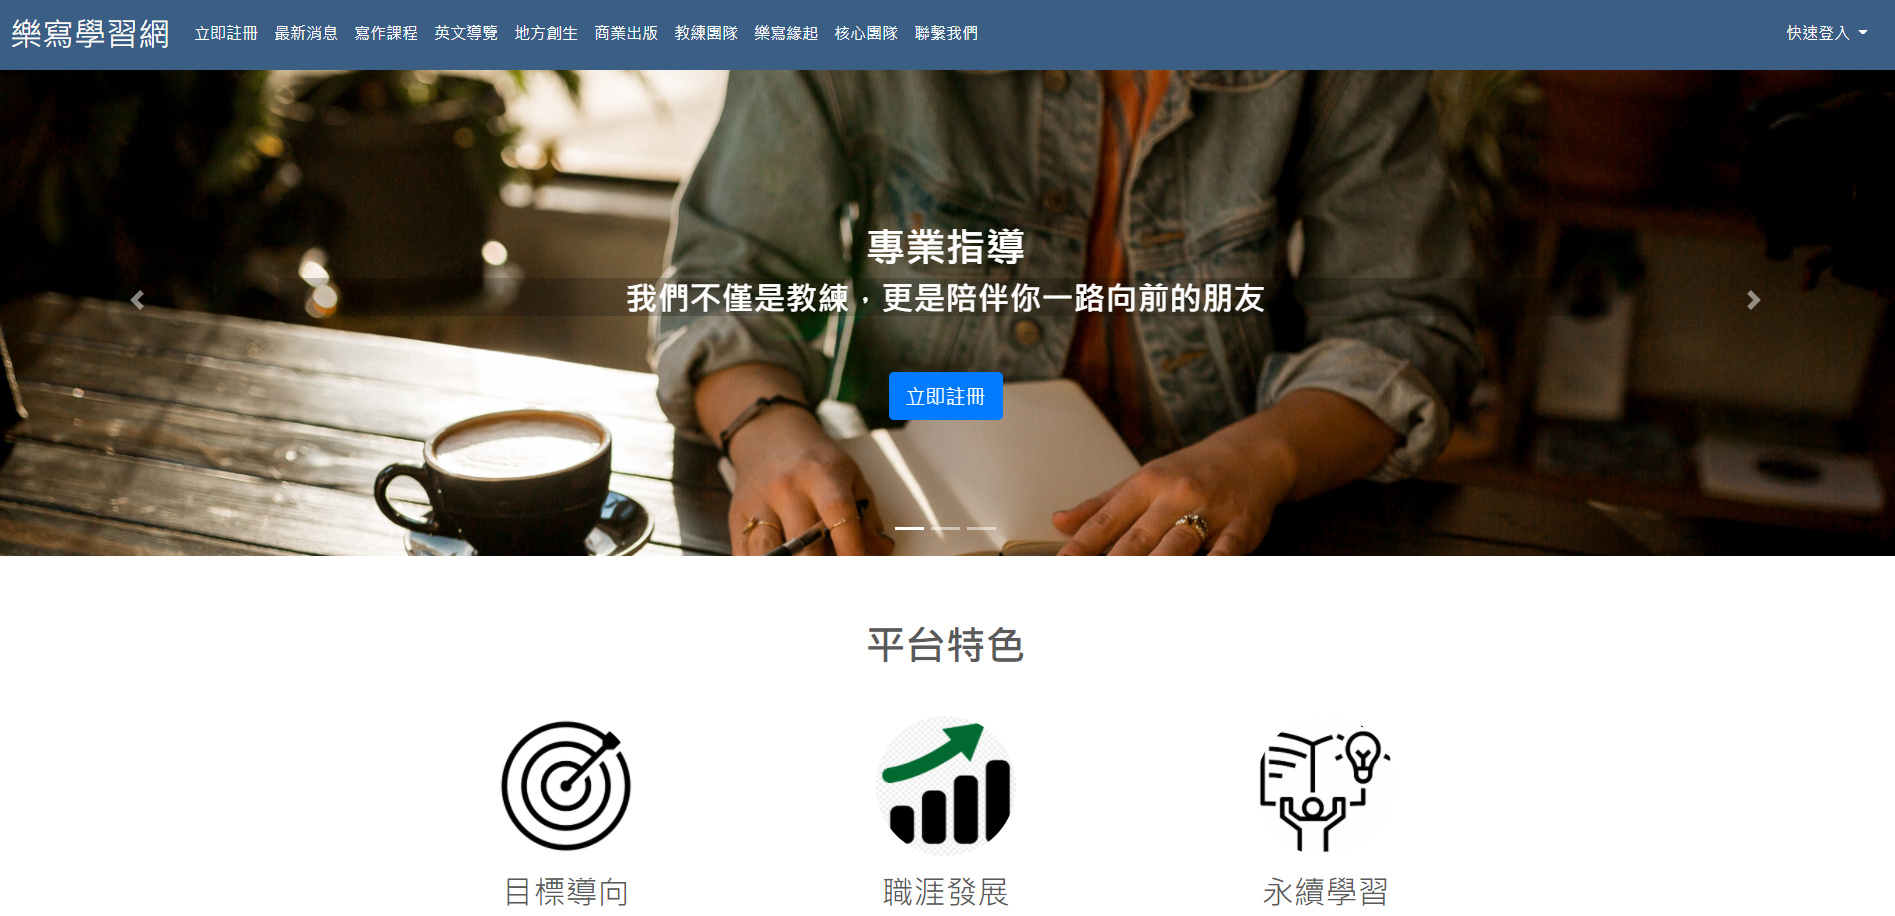 樂寫學習網 立即註冊 最新消息 寫作課程 英文導覽 地方創生 商業出版 教練團隊 樂寫緣起 核心團隊 聯繫我們 快速登入
專業指導
我們不僅是教練，更是陪伴你一路向前的朋友
立即註冊
平台特色
目標導向 職涯發展 永續學習